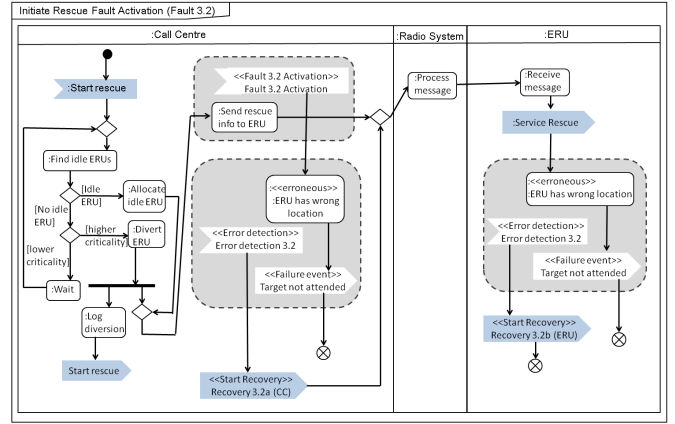 Initiate Rescue Fault Activation (Fault 3.2)
:Call Centre
:Radio System
:ERU
:Start rescue
:Find idle ERUs
[Idle
ERU]
:Allocate
idle ERU
[No idle
ERU]
[higher
criticality]
:Divert
ERU
[lower
criticality]
:Wait
:Log
diversion
Start rescue
<<Fault 3.2 Activation>>
Fault 3.2 Activation
:Send rescue
info to ERU
:<<erroneous>>
:ERU has wrong
location
<<Error detection>>
Error detection 3.2
<<Failure event>>
Target not attended
<<Start Recovery>>
Recovery 3.2a (CC)
:Process
message
:Receive
message
:Service Rescue
:<<erroneous>>
:ERU has wrong
location
<<Error detection>>
Error detection 3.2
<<Failure event>>
Target not attended
<<Start Recovery>>
Recovery 3.2b (ERU)